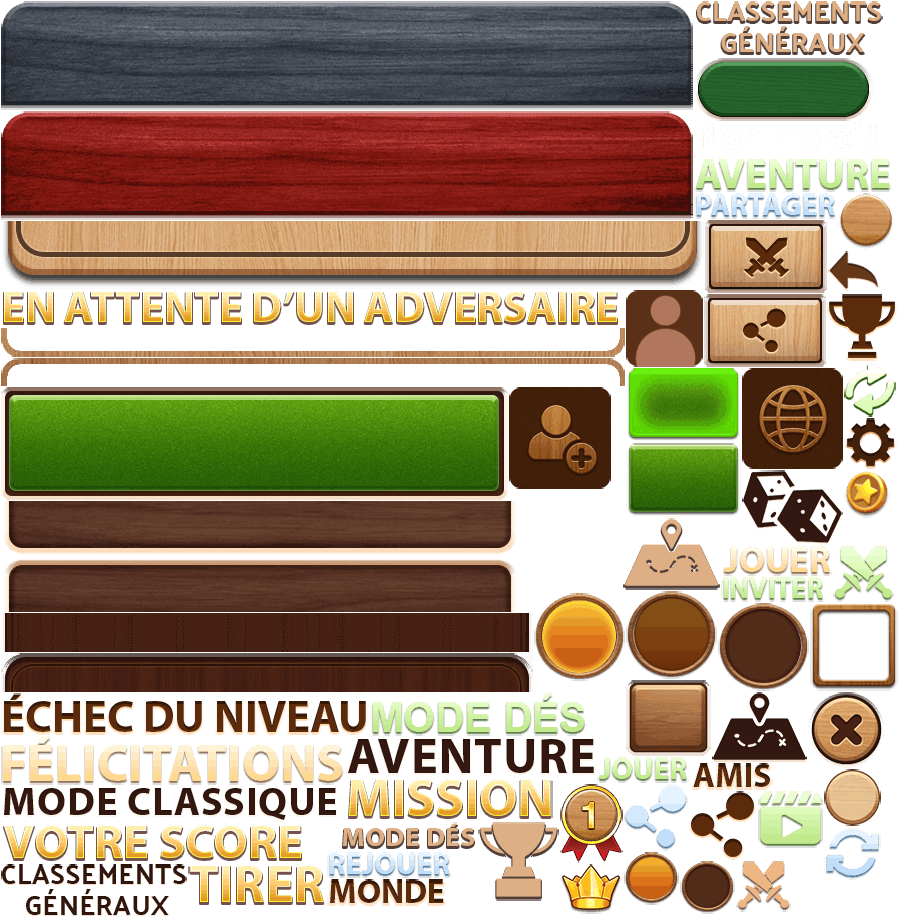 CLASSEMENTS
GÉNÉRAUX
AVENTURE
PARTAGER
EN ATTENTE D'UN ADVERSAIRE
JOUER
INVITER
ÉCHEC DU NIVEAU
MODE DÉS
FÉLICITATIONS
AVENTURE
JOUER
AMIS
MODE CLASSIQUE
MISSION
1
VOTRE SCORE
MODE DÉS
CLASSEMENTS
GÉNÉRAUX
TIRER
REJOUER
MONDE